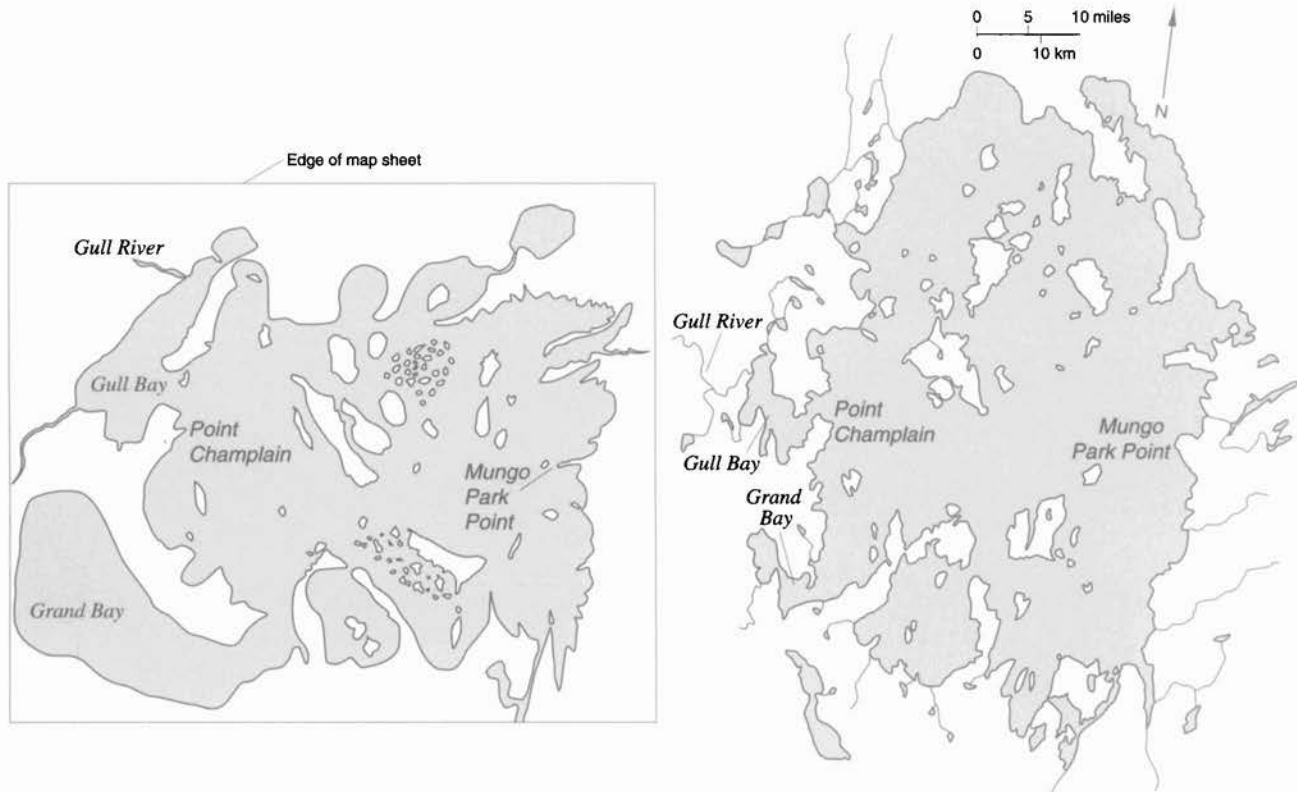 Edge of map sheet
Gull River
Gull Bay
Point
Champlain
Mungo
Park
Point
Grand Bay
0 5 10 miles
0 10 km
N
Gull River
Point
Champlain
Mungo
Park Point
Gull Bay
Grand
Bay